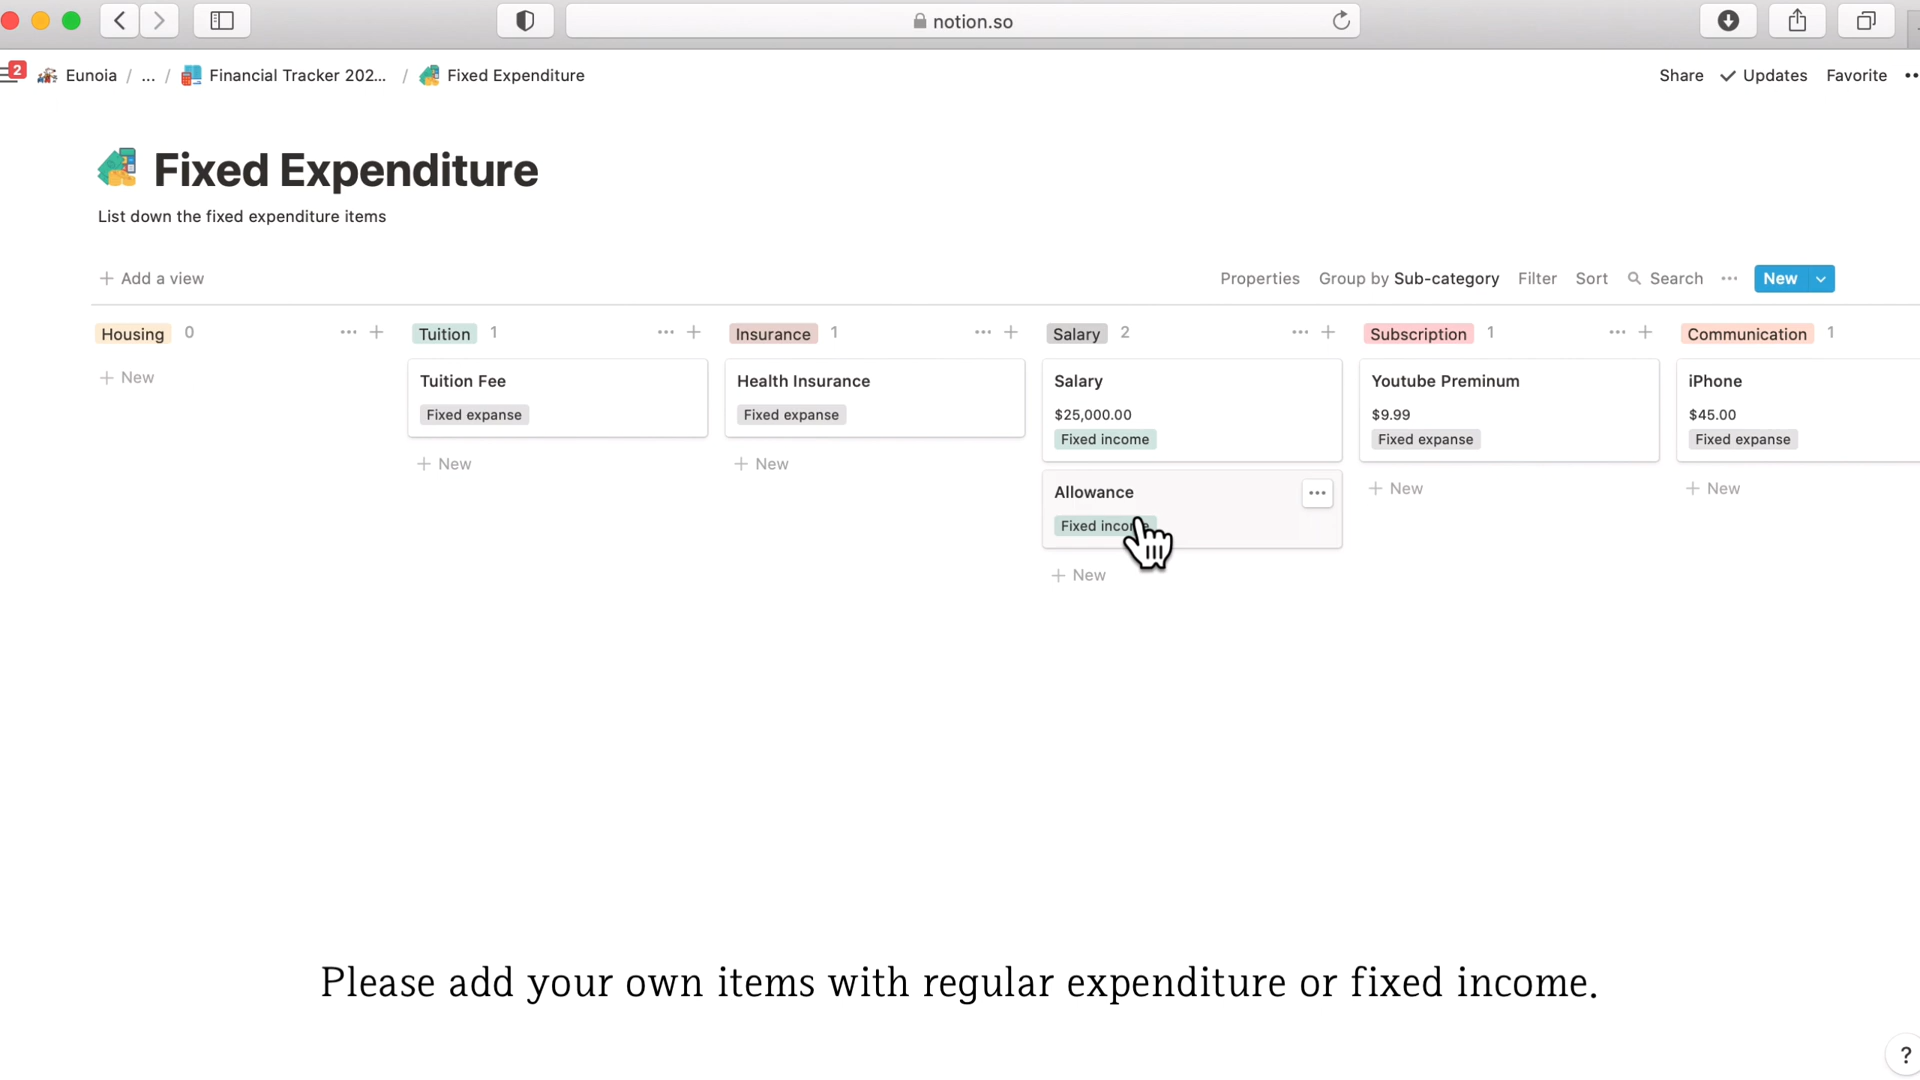 notion.so
2 Eunoia / ... / Financial Tracker 202... / Fixed Expenditure
Share Updates Favorite
Fixed Expenditure
List down the fixed expenditure items
Add a view
Properties Group by Sub-category Filter Sort Search New
Housing 0
New
Tuition 1
Tuition Fee
Fixed expanse
New
Insurance 1
Health Insurance
Fixed expanse
New
Salary 2
Salary
$25,000.00
Fixed income
Allowance
Fixed income
New
Subscription 1
Youtube Preminum
$9.99
Fixed expanse
New
Communication 1
iPhone
$45.00
Fixed expanse
New
Please add your own items with regular expenditure or fixed income.
?